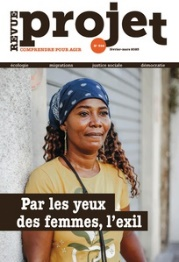 REVUE
projet
COMPRENDRE POUR AGIR
écologie migrations justice sociale démocratie
Par les yeux
des femmes, l'exil